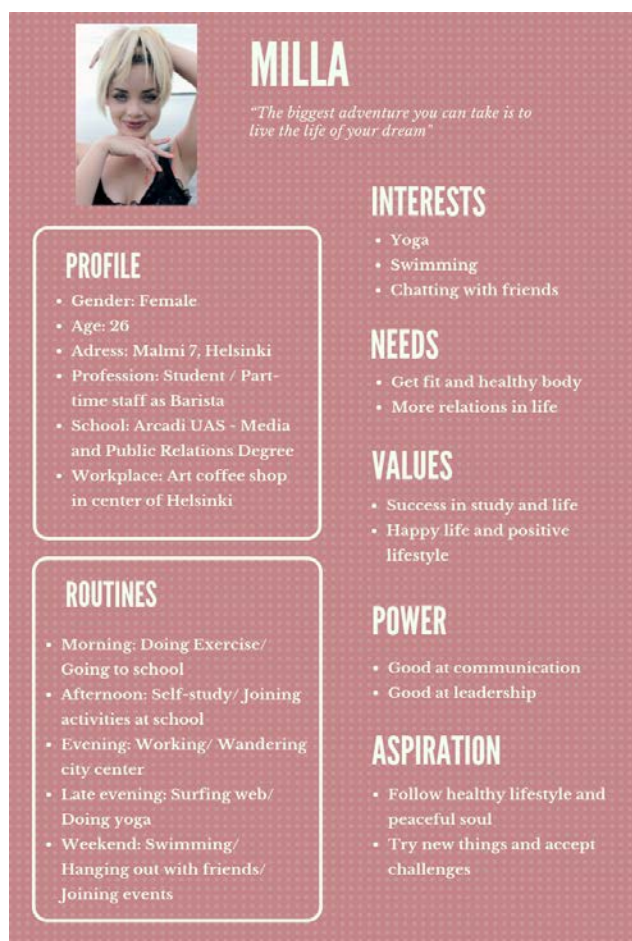 MILLA
“The biggest adventure you can take is to
live the life of your dream"
PROFILE
• Gender: Female
• Age: 26
• Adress: Malmi 7, Helsinki
• Profession: Student / Part-
time staff as Barista
• School: Arcadi UAS - Media
and Public Relations Degree
• Workplace: Art coffee shop
in center of Helsinki
ROUTINES
• Morning: Doing Exercise/
Going to school
• Afternoon: Self-study/ Joining
activities at school
• Evening: Working/ Wandering
city center
• Late evening: Surfing web/
Doing yoga
• Weekend: Swimming/
Hanging out with friends/
Joining events
INTERESTS
• Yoga
• Swimming
• Chatting with friends
NEEDS
• Get fit and healthy body
• More relations in life
VALUES
• Success in study and life
• Happy life and positive
lifestyle
POWER
• Good at communication
• Good at leadership
ASPIRATION
• Follow healthy lifestyle and
peaceful soul
• Try new things and accept
challenges